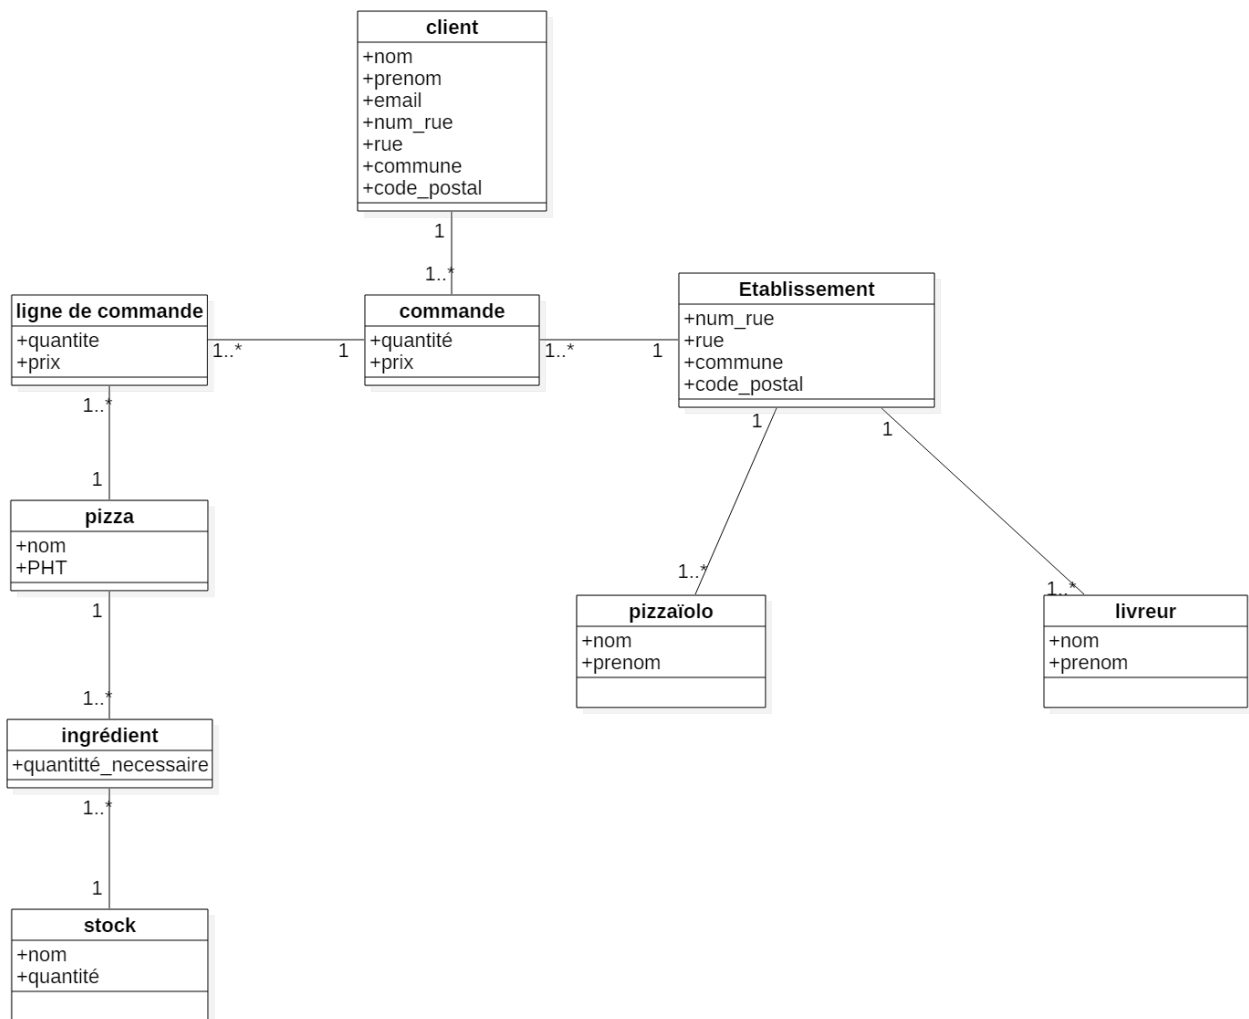 client
+nom
+prenom
+email
+num_rue
+rue
+commune
+code_postal
1
1..*
ligne de commande
+quantite
+prix
1..*
1
commande
+quantité
+prix
1..*
1
Etablissement
+num_rue
+rue
+commune
+code_postal
1..*
1
1
1
pizza
+nom
+PHT
1
1..*
1..*
pizzaïolo
+nom
+prenom
1..*
livreur
+nom
+prenom
ingrédient
+quantitté_necessaire
1..*
1
stock
+nom
+quantité